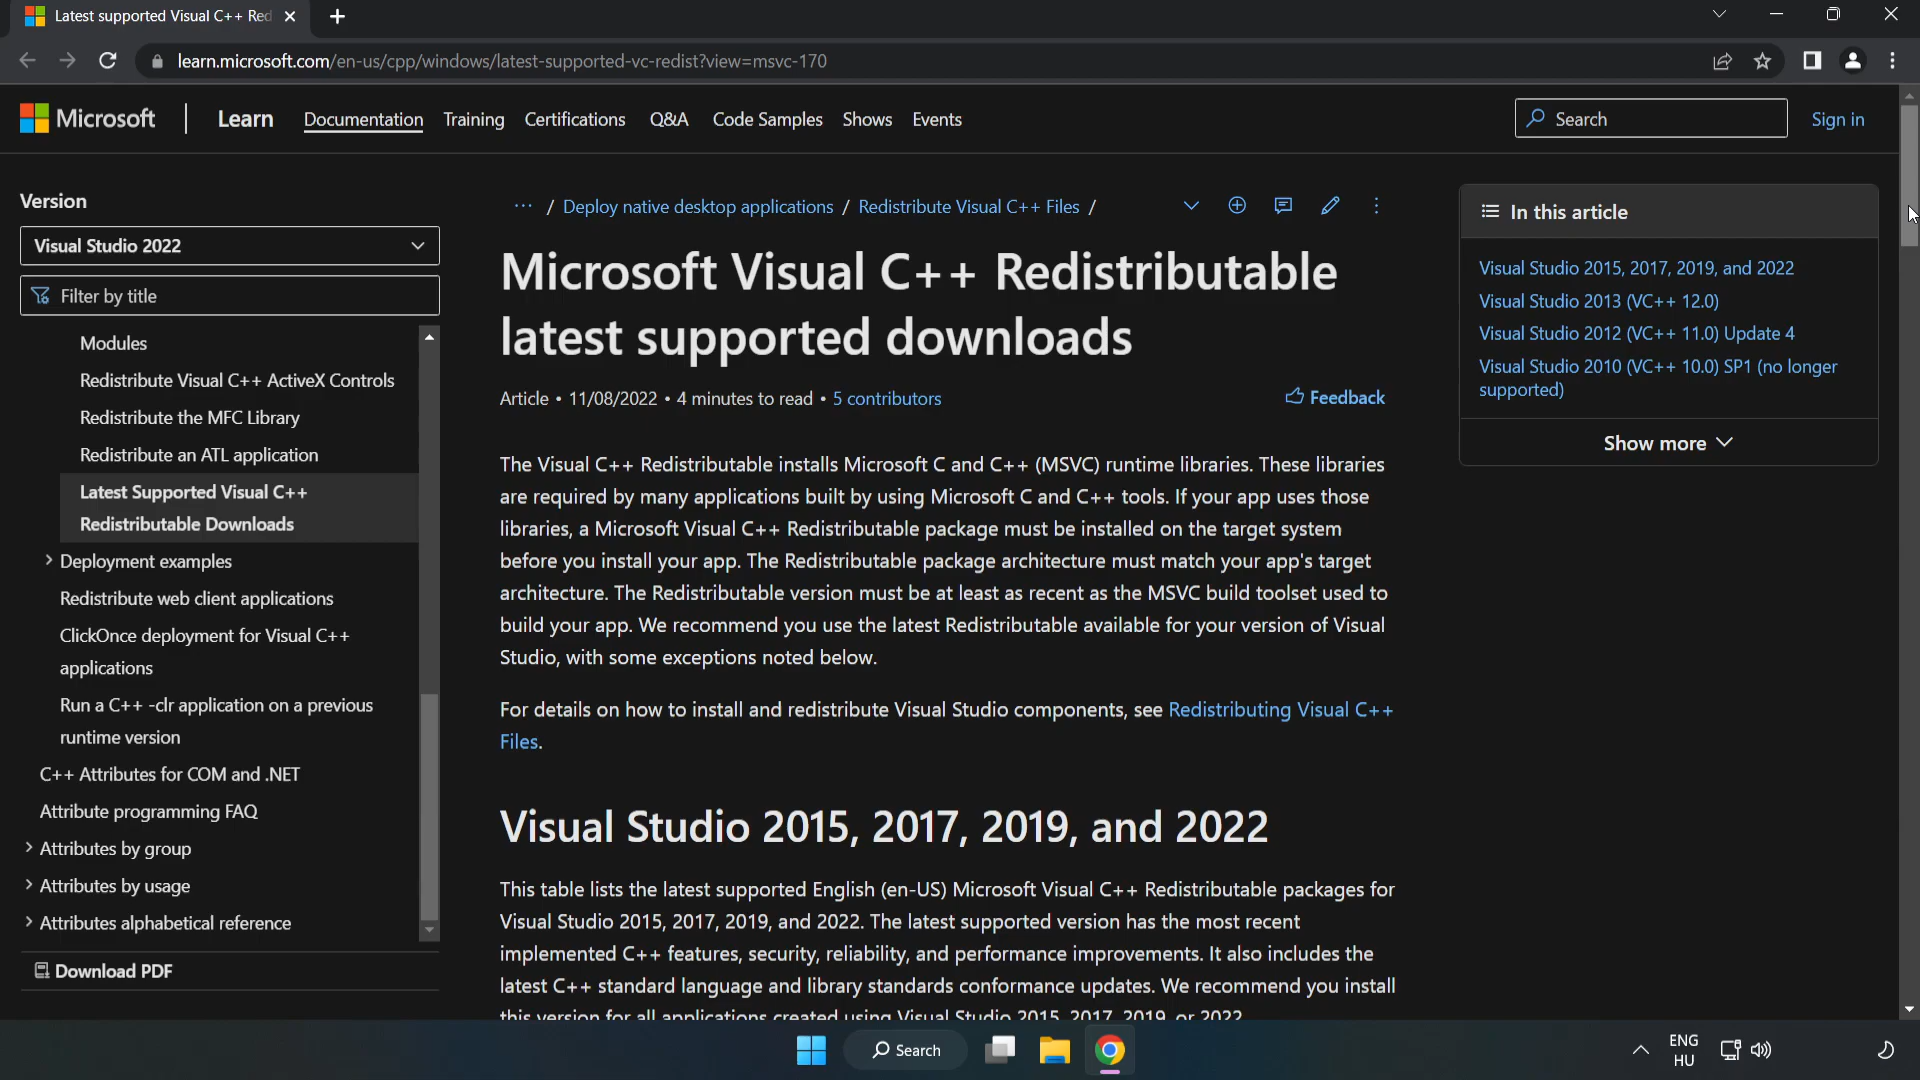 Latest supported Visual C++ Red
learn.microsoft.com/en-us/cpp/windows/latest-supported-vc-redist?view=msvc-170
Microsoft
Learn
Documentation
Training
Certifications
Q&A
Code Samples
Shows
Events
Search
Sign in
Version
Visual Studio 2022
Filter by title
Modules
Redistribute Visual C++ ActiveX Controls
Redistribute the MFC Library
Redistribute an ATL application
Latest Supported Visual C++
Redistributable Downloads
Deployment examples
Redistribute web client applications
ClickOnce deployment for Visual C++
applications
Run a C++ -clr application on a previous
runtime version
C++ Attributes for COM and .NET
Attribute programming FAQ
Attributes by group
Attributes by usage
Attributes alphabetical reference
Download PDF
··· / Deploy native desktop applications / Redistribute Visual C++ Files /
Microsoft Visual C++ Redistributable
latest supported downloads
Article • 11/08/2022 • 4 minutes to read • 5 contributors
Feedback
The Visual C++ Redistributable installs Microsoft C and C++ (MSVC) runtime libraries. These libraries
are required by many applications built by using Microsoft C and C++ tools. If your app uses those
libraries, a Microsoft Visual C++ Redistributable package must be installed on the target system
before you install your app. The Redistributable package architecture must match your app's target
architecture. The Redistributable version must be at least as recent as the MSVC build toolset used to
build your app. We recommend you use the latest Redistributable available for your version of Visual
Studio, with some exceptions noted below.
For details on how to install and redistribute Visual Studio components, see Redistributing Visual C++
Files.
Visual Studio 2015, 2017, 2019, and 2022
This table lists the latest supported English (en-US) Microsoft Visual C++ Redistributable packages for
Visual Studio 2015, 2017, 2019, and 2022. The latest supported version has the most recent
implemented C++ features, security, reliability, and performance improvements. It also includes the
latest C++ standard language and library standards conformance updates. We recommend you install
this version for all applications created using Visual Studio 2015, 2017, 2019, or 2022.
In this article
Visual Studio 2015, 2017, 2019, and 2022
Visual Studio 2013 (VC++ 12.0)
Visual Studio 2012 (VC++ 11.0) Update 4
Visual Studio 2010 (VC++ 10.0) SP1 (no longer
supported)
Show more
Search
ENG
HU